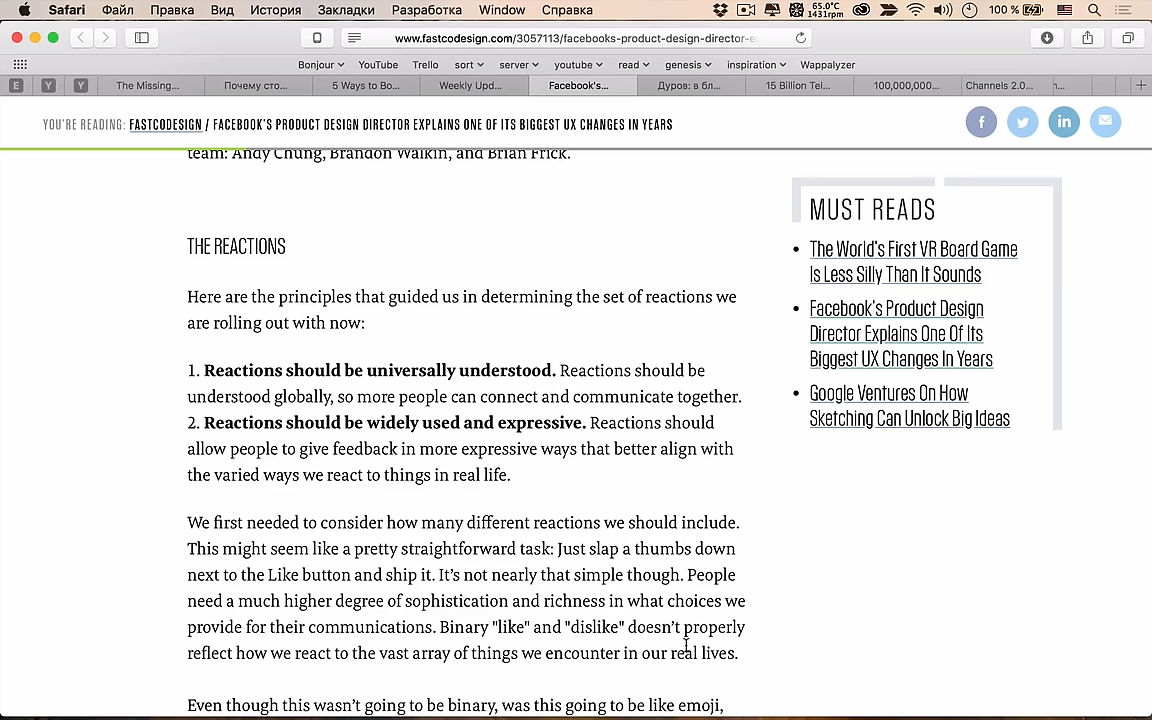 Safari Файл Правка Вид История Закладки Разработка Window Справка 65.0°C 1431rpm 100 %
www.fastcodesign.com/3057113/facebooks-product-design-director-e
Bonjour YouTube Trello sort server youtube read genesis inspiration Wappalyzer
E Y Y The Missing... Почему сто... 5 Ways to Bo... Weekly Upd... Facebook's... Дуров: в бл... 15 Billion Tel... 100,000,000... Channels 2.0...
YOU'RE READING: FASTCODESIGN / FACEBOOK'S PRODUCT DESIGN DIRECTOR EXPLAINS ONE OF ITS BIGGEST UX CHANGES IN YEARS
team: Andy Chung, Brandon Walkin, and Brian Frick.
THE REACTIONS
Here are the principles that guided us in determining the set of reactions we
are rolling out with now:
1. Reactions should be universally understood. Reactions should be
understood globally, so more people can connect and communicate together.
2. Reactions should be widely used and expressive. Reactions should
allow people to give feedback in more expressive ways that better align with
the varied ways we react to things in real life.
We first needed to consider how many different reactions we should include.
This might seem like a pretty straightforward task: Just slap a thumbs down
next to the Like button and ship it. It's not nearly that simple though. People
need a much higher degree of sophistication and richness in what choices we
provide for their communications. Binary "like" and "dislike" doesn't properly
reflect how we react to the vast array of things we encounter in our real lives.
Even though this wasn't going to be binary, was this going to be like emoji,
MUST READS
The World's First VR Board Game
Is Less Silly Than It Sounds
Facebook's Product Design
Director Explains One Of Its
Biggest UX Changes In Years
Google Ventures On How
Sketching Can Unlock Big Ideas